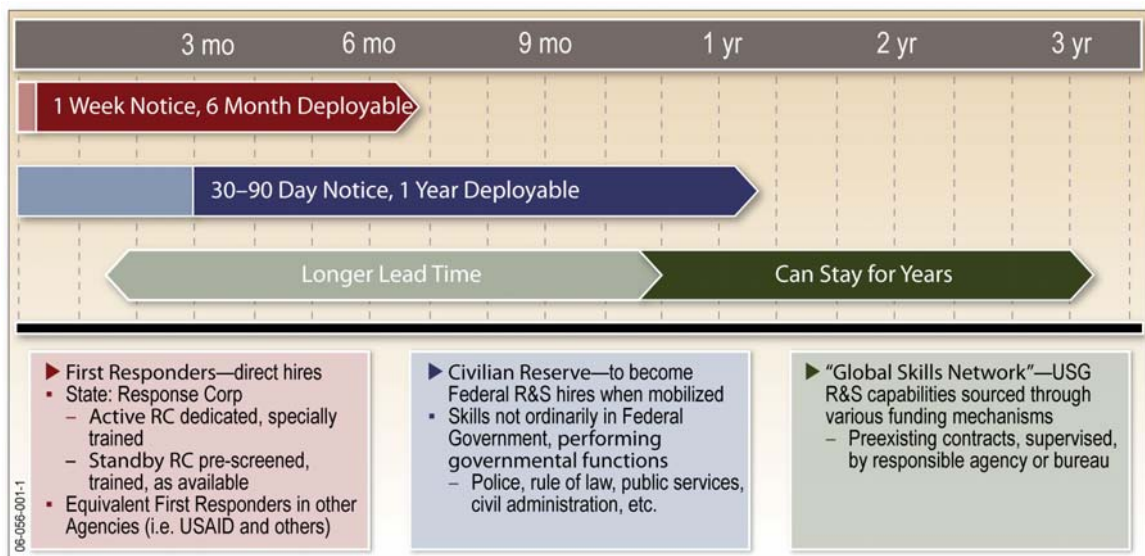 3 mo 6 mo 9 mo 1 yr 2 yr 3 yr
1 Week Notice, 6 Month Deployable
30–90 Day Notice, 1 Year Deployable
Longer Lead Time Can Stay for Years
▶ First Responders—direct hires
▪ State: Response Corp
– Active RC dedicated, specially
trained
– Standby RC pre-screened,
trained, as available
▪ Equivalent First Responders in other
Agencies (i.e. USAID and others)
▶ Civilian Reserve—to become
Federal R&S hires when mobilized
▪ Skills not ordinarily in Federal
Government, performing
governmental functions
– Police, rule of law, public services,
civil administration, etc.
▶ “Global Skills Network”—USG
R&S capabilities sourced through
various funding mechanisms
– Preexisting contracts, supervised,
by responsible agency or bureau
06-056-001-1